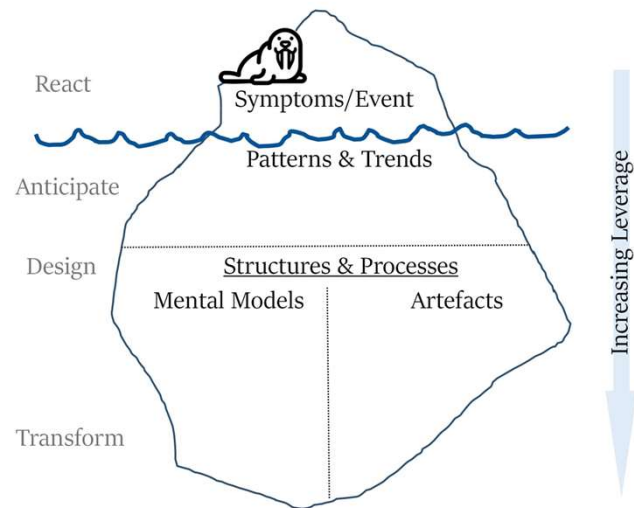 React
Symptoms/Event
Patterns & Trends
Anticipate
Design
Structures & Processes
Mental Models
Artefacts
Transform
Increasing Leverage